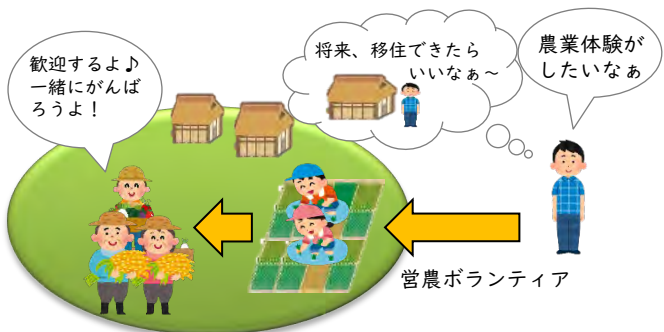 歓迎するよ♪
一緒にがんば
ろうよ！
将来、移住できたら
いいなぁ～
農業体験が
したいなぁ
営農ボランティア